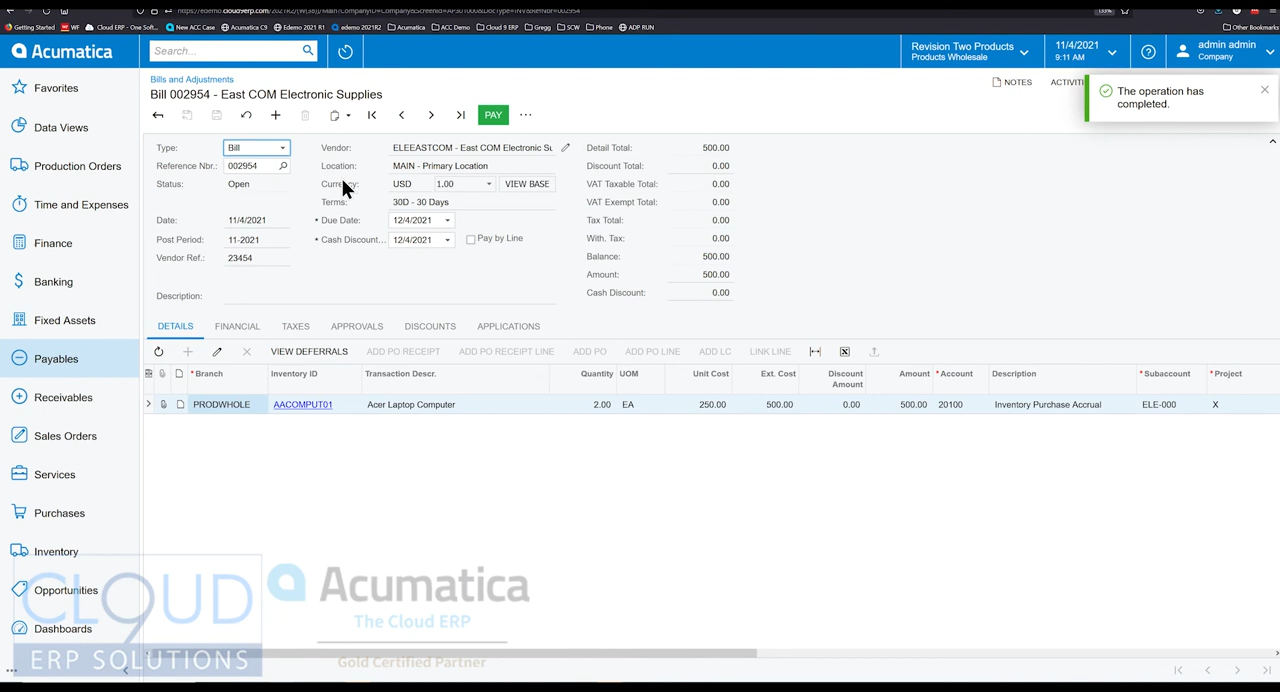 Getting Started WF Cloud ERP - One Soft... New ACC Case Acumatica C9 Edemo 2021 R1 edemo 2021R2 Acumatica ACC Demo Cloud 9 ERP Gregg SCW Phone ADP RUN Other Bookmarks
133%
Acumatica Search... Revision Two Products Products Wholesale 11/4/2021 9:11 AM admin admin Company
Favorites
Data Views
Production Orders
Time and Expenses
Finance
Banking
Fixed Assets
Payables
Receivables
Sales Orders
Services
Purchases
Inventory
Opportunities
Dashboards
Bills and Adjustments
Bill 002954 - East COM Electronic Supplies
NOTES ACTIVITI
The operation has completed.
PAY
Type: Bill
Reference Nbr.: 002954
Status: Open
Date: 11/4/2021
Post Period: 11-2021
Vendor Ref.: 23454
Description:
Vendor: ELEEASTCOM - East COM Electronic Su
Location: MAIN - Primary Location
Currency: USD 1.00 VIEW BASE
Terms: 30D - 30 Days
* Due Date: 12/4/2021
* Cash Discount... 12/4/2021 Pay by Line
Detail Total: 500.00
Discount Total: 0.00
VAT Taxable Total: 0.00
VAT Exempt Total: 0.00
Tax Total: 0.00
With. Tax: 0.00
Balance: 500.00
Amount: 500.00
Cash Discount: 0.00
DETAILS FINANCIAL TAXES APPROVALS DISCOUNTS APPLICATIONS
VIEW DEFERRALS ADD PO RECEIPT ADD PO RECEIPT LINE ADD PO ADD PO LINE ADD LC LINK LINE
* Branch Inventory ID Transaction Descr. Quantity UOM Unit Cost Ext. Cost Discount Amount Amount * Account Description * Subaccount * Project
PRODWHOLE AACOMPUT01 Acer Laptop Computer 2.00 EA 250.00 500.00 0.00 500.00 20100 Inventory Purchase Accrual ELE-000 X
CLOUD 9
ERP SOLUTIONS
Acumatica
The Cloud ERP
Gold Certified Partner